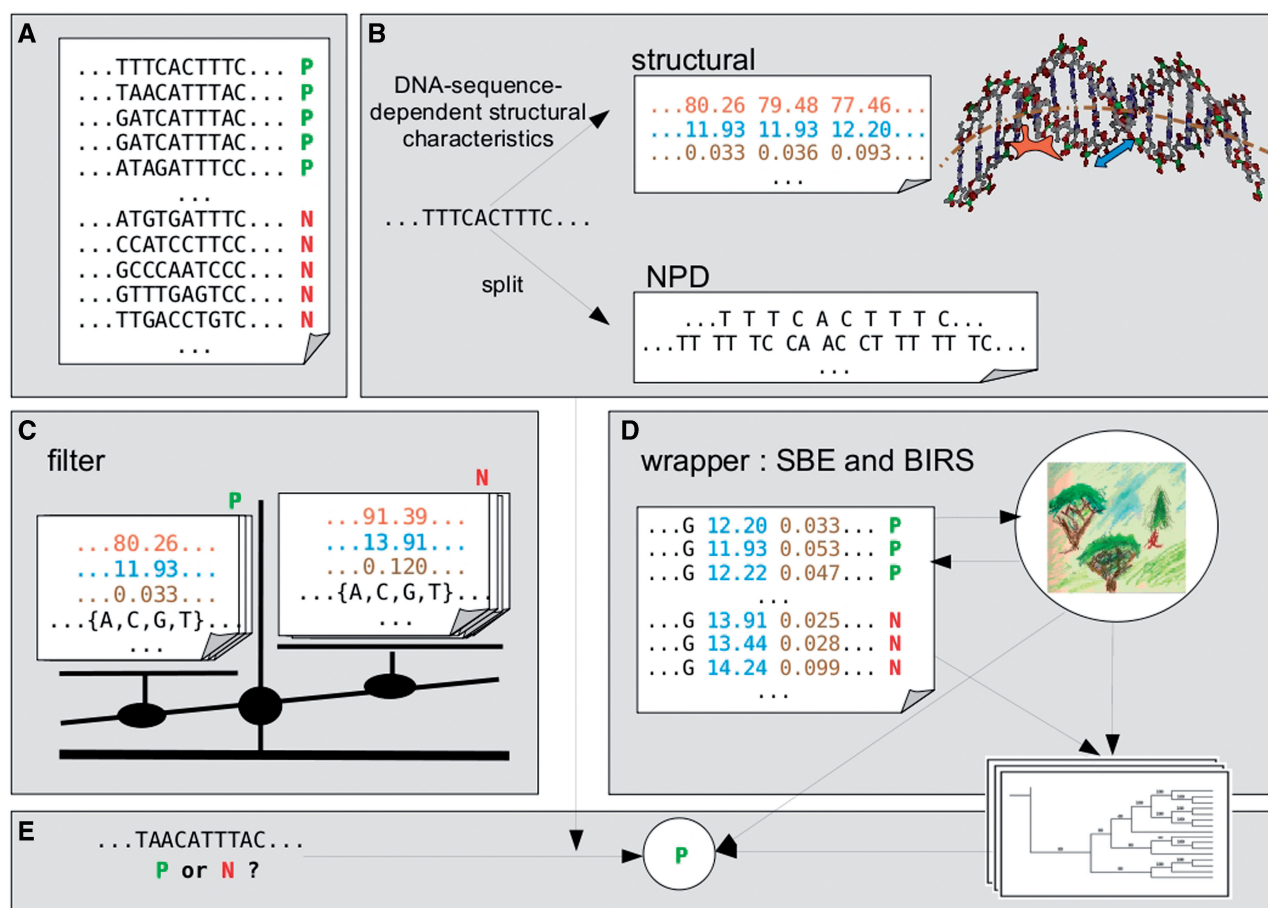 A
...TTTCACTTTC... P
...TAACATTTAC... P
...GATCATTTAC... P
...GATCATTTAC... P
...ATAGATTTCC... P
...
...ATGTGATTTC... N
...CCATCCTTCC... N
...GCCCAATCCC... N
...GTTTGAGTCC... N
...TTGACCTGTC... N
...
B
DNA-sequence-
dependent structural
characteristics
...TTTCACTTTC...
split
structural
...80.26 79.48 77.46...
...11.93 11.93 12.20...
...0.033 0.036 0.093...
...
NPD
...T T T C A C T T T C...
...TT TT TC CA AC CT TT TT TC...
...
C
filter
P
...80.26...
...11.93...
...0.033...
...{A,C,G,T}...
...
N
...91.39...
...13.91...
...0.120...
...{A,C,G,T}...
...
D
wrapper : SBE and BIRS
...G 12.20 0.033... P
...G 11.93 0.053... P
...G 12.22 0.047... P
...
...G 13.91 0.025... N
...G 13.44 0.028... N
...G 14.24 0.099... N
...
E
...TAACATTTAC...
P or N ?
P